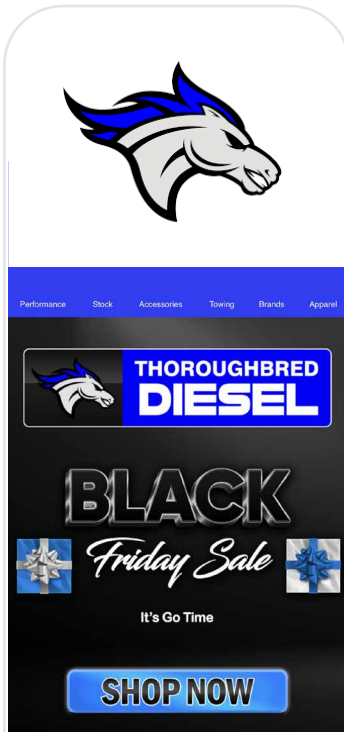 Performance Stock Accessories Towing Brands Apparel
THOROUGHBRED
DIESEL
BLACK
Friday Sale
It's Go Time
SHOP NOW